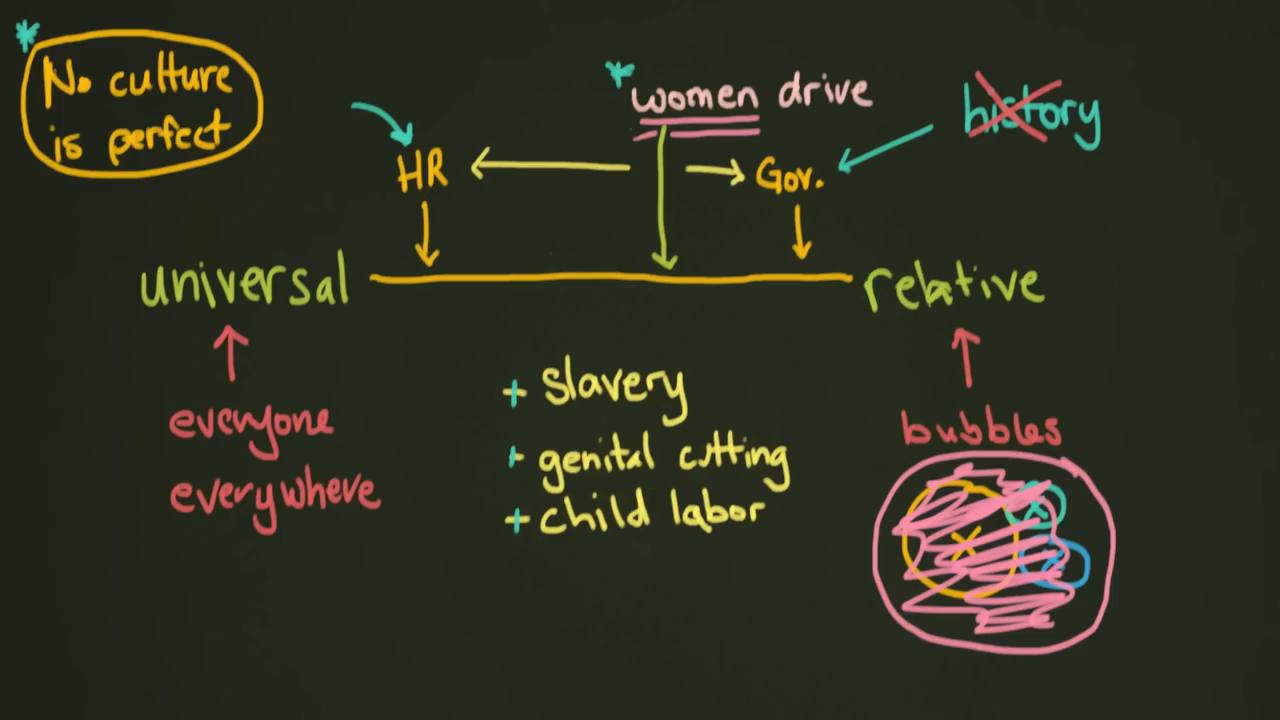 *
No culture
is perfect
* women drive
history
HR
Gov.
universal
relative
everyone
everywhere
+ slavery
+ genital cutting
+ child labor
bubbles
x
x
x